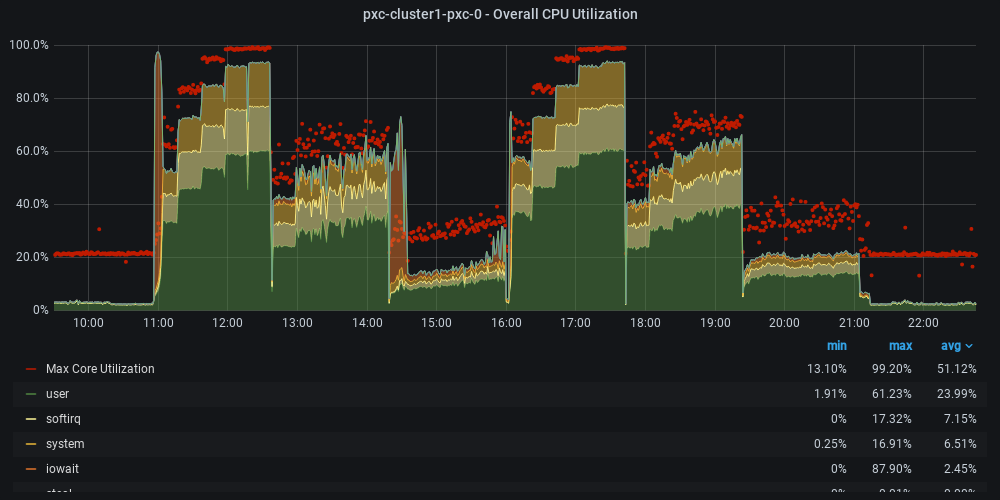 pxc-cluster1-pxc-0 - Overall CPU Utilization
100.0%
80.0%
60.0%
40.0%
20.0%
0%
10:00 11:00 12:00 13:00 14:00 15:00 16:00 17:00 18:00 19:00 20:00 21:00 22:00
min max avg
Max Core Utilization 13.10% 99.20% 51.12%
user 1.91% 61.23% 23.99%
softirq 0% 17.32% 7.15%
system 0.25% 16.91% 6.51%
iowait 0% 87.90% 2.45%